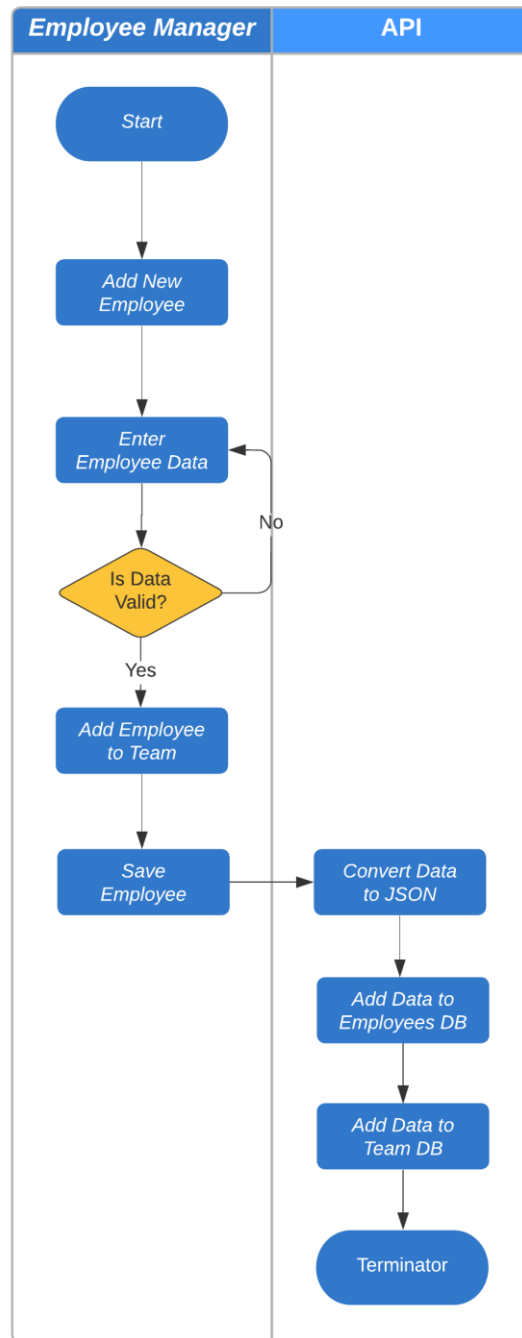 Employee Manager
API
Start
Add New
Employee
Enter
Employee Data
No
Is Data
Valid?
Yes
Add Employee
to Team
Save
Employee
Convert Data
to JSON
Add Data to
Employees DB
Add Data to
Team DB
Terminator